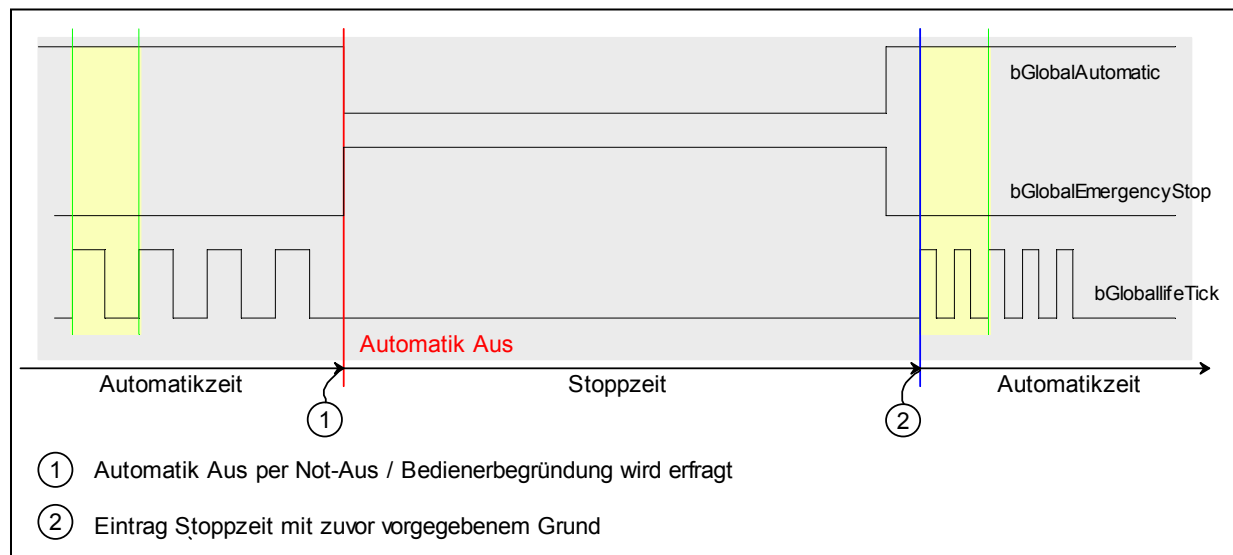 bGlobalAutomatic
bGlobalEmergencyStop
bGloballifeTick
Automatik Aus
Automatikzeit
Stoppzeit
Automatikzeit
1
2
1 Automatik Aus per Not-Aus / Bedienerbegründung wird erfragt
2 Eintrag Stoppzeit mit zuvor vorgegebenem Grund